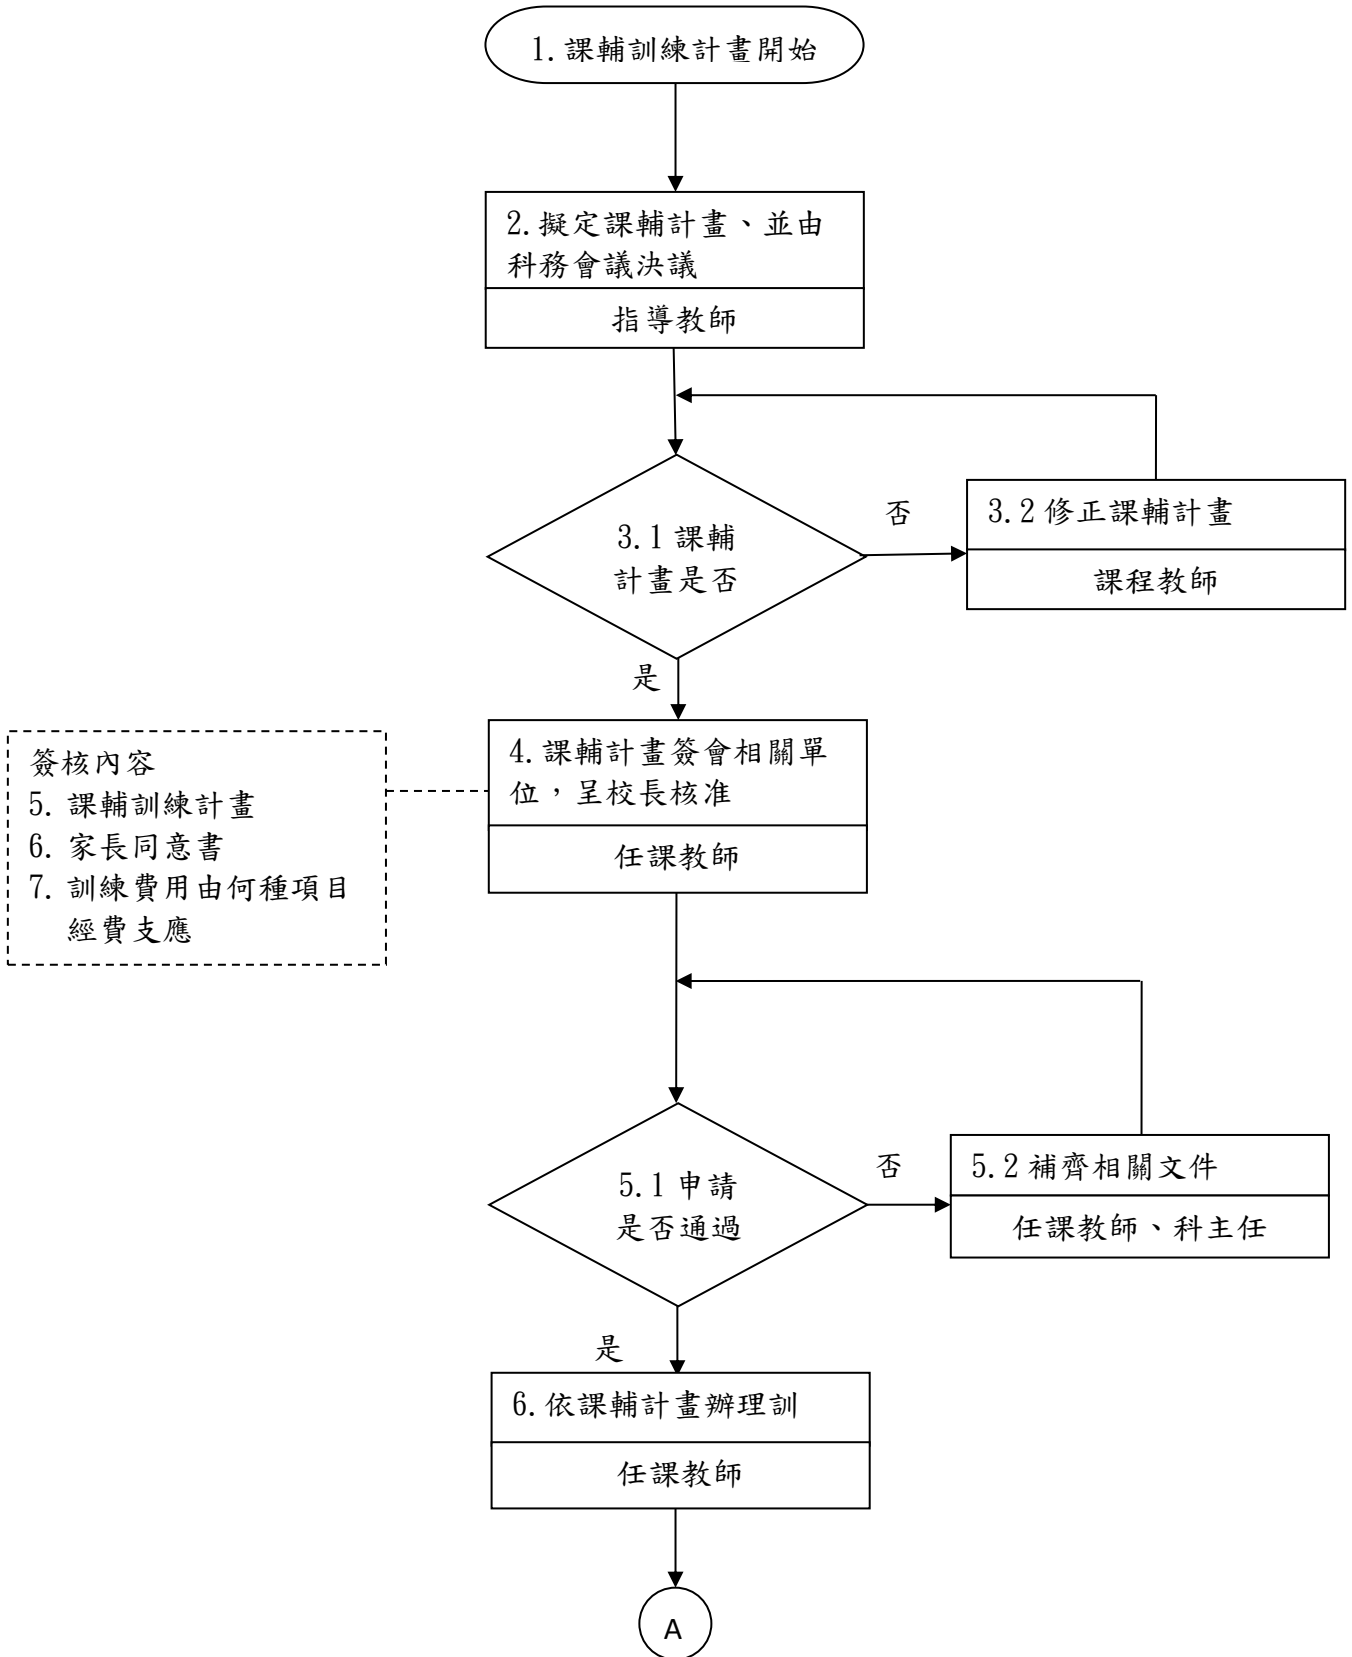 1.課輔訓練計畫開始
2.擬定課輔計畫、並由
科務會議決議
指導教師
3.1 課輔
計畫是否
否
3.2 修正課輔計畫
課程教師
是
簽核內容
5. 課輔訓練計畫
6. 家長同意書
7. 訓練費用由何種項目
經費支應
4.課輔計畫簽會相關單
位，呈校長核准
任課教師
5.1 申請
是否通過
否
5.2 補齊相關文件
任課教師、科主任
是
6.依課輔計畫辦理訓
任課教師
A